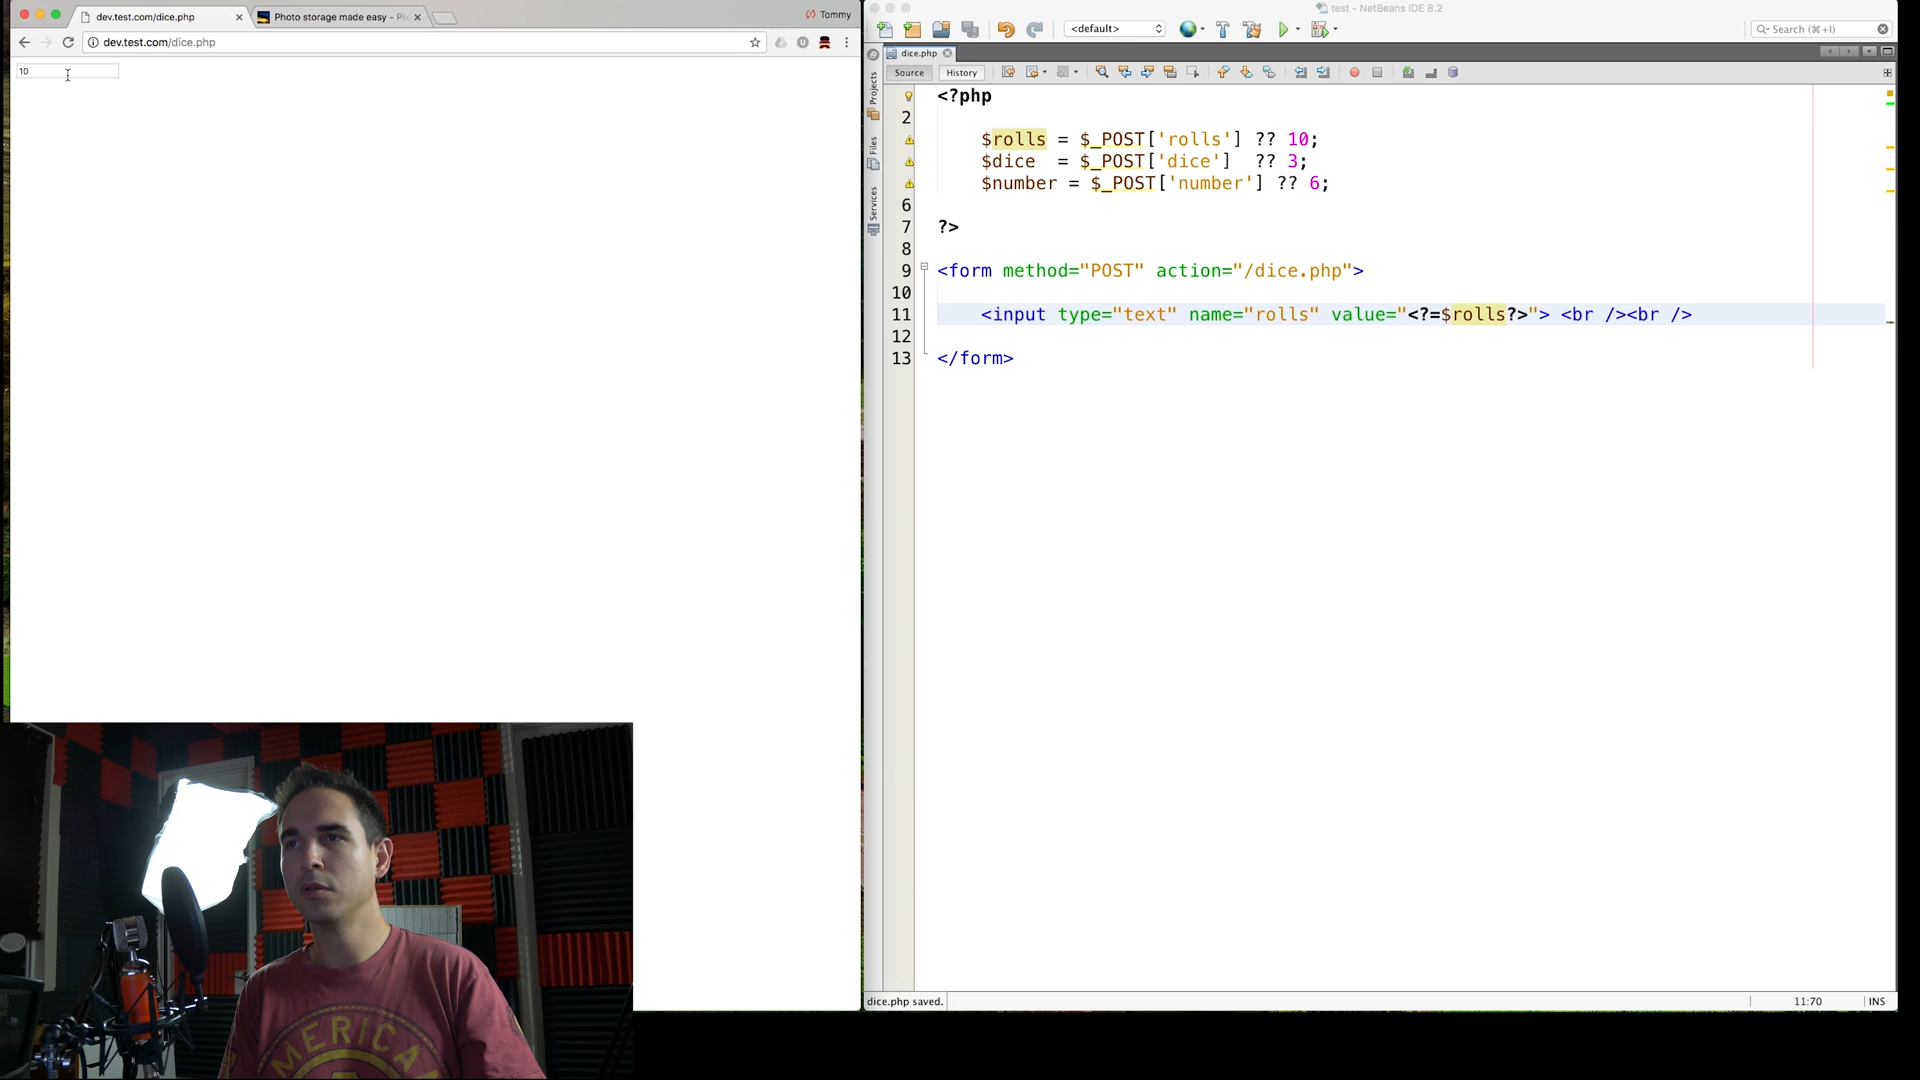 dev.test.com/dice.php
Photo storage made easy - Pi
Tommy
dev.test.com/dice.php
10
test - NetBeans IDE 8.2
<default>
Search (⌘+I)
dice.php
Source
History
Projects
Files
Services
<?php
2
$rolls = $_POST['rolls'] ?? 10;
$dice  = $_POST['dice']  ?? 3;
$number = $_POST['number'] ?? 6;
6
7 ?>
8
9 <form method="POST" action="/dice.php">
10
11 <input type="text" name="rolls" value="<?=$rolls?>"> <br /><br />
12
13 </form>
dice.php saved.
11:70
INS
MERICA